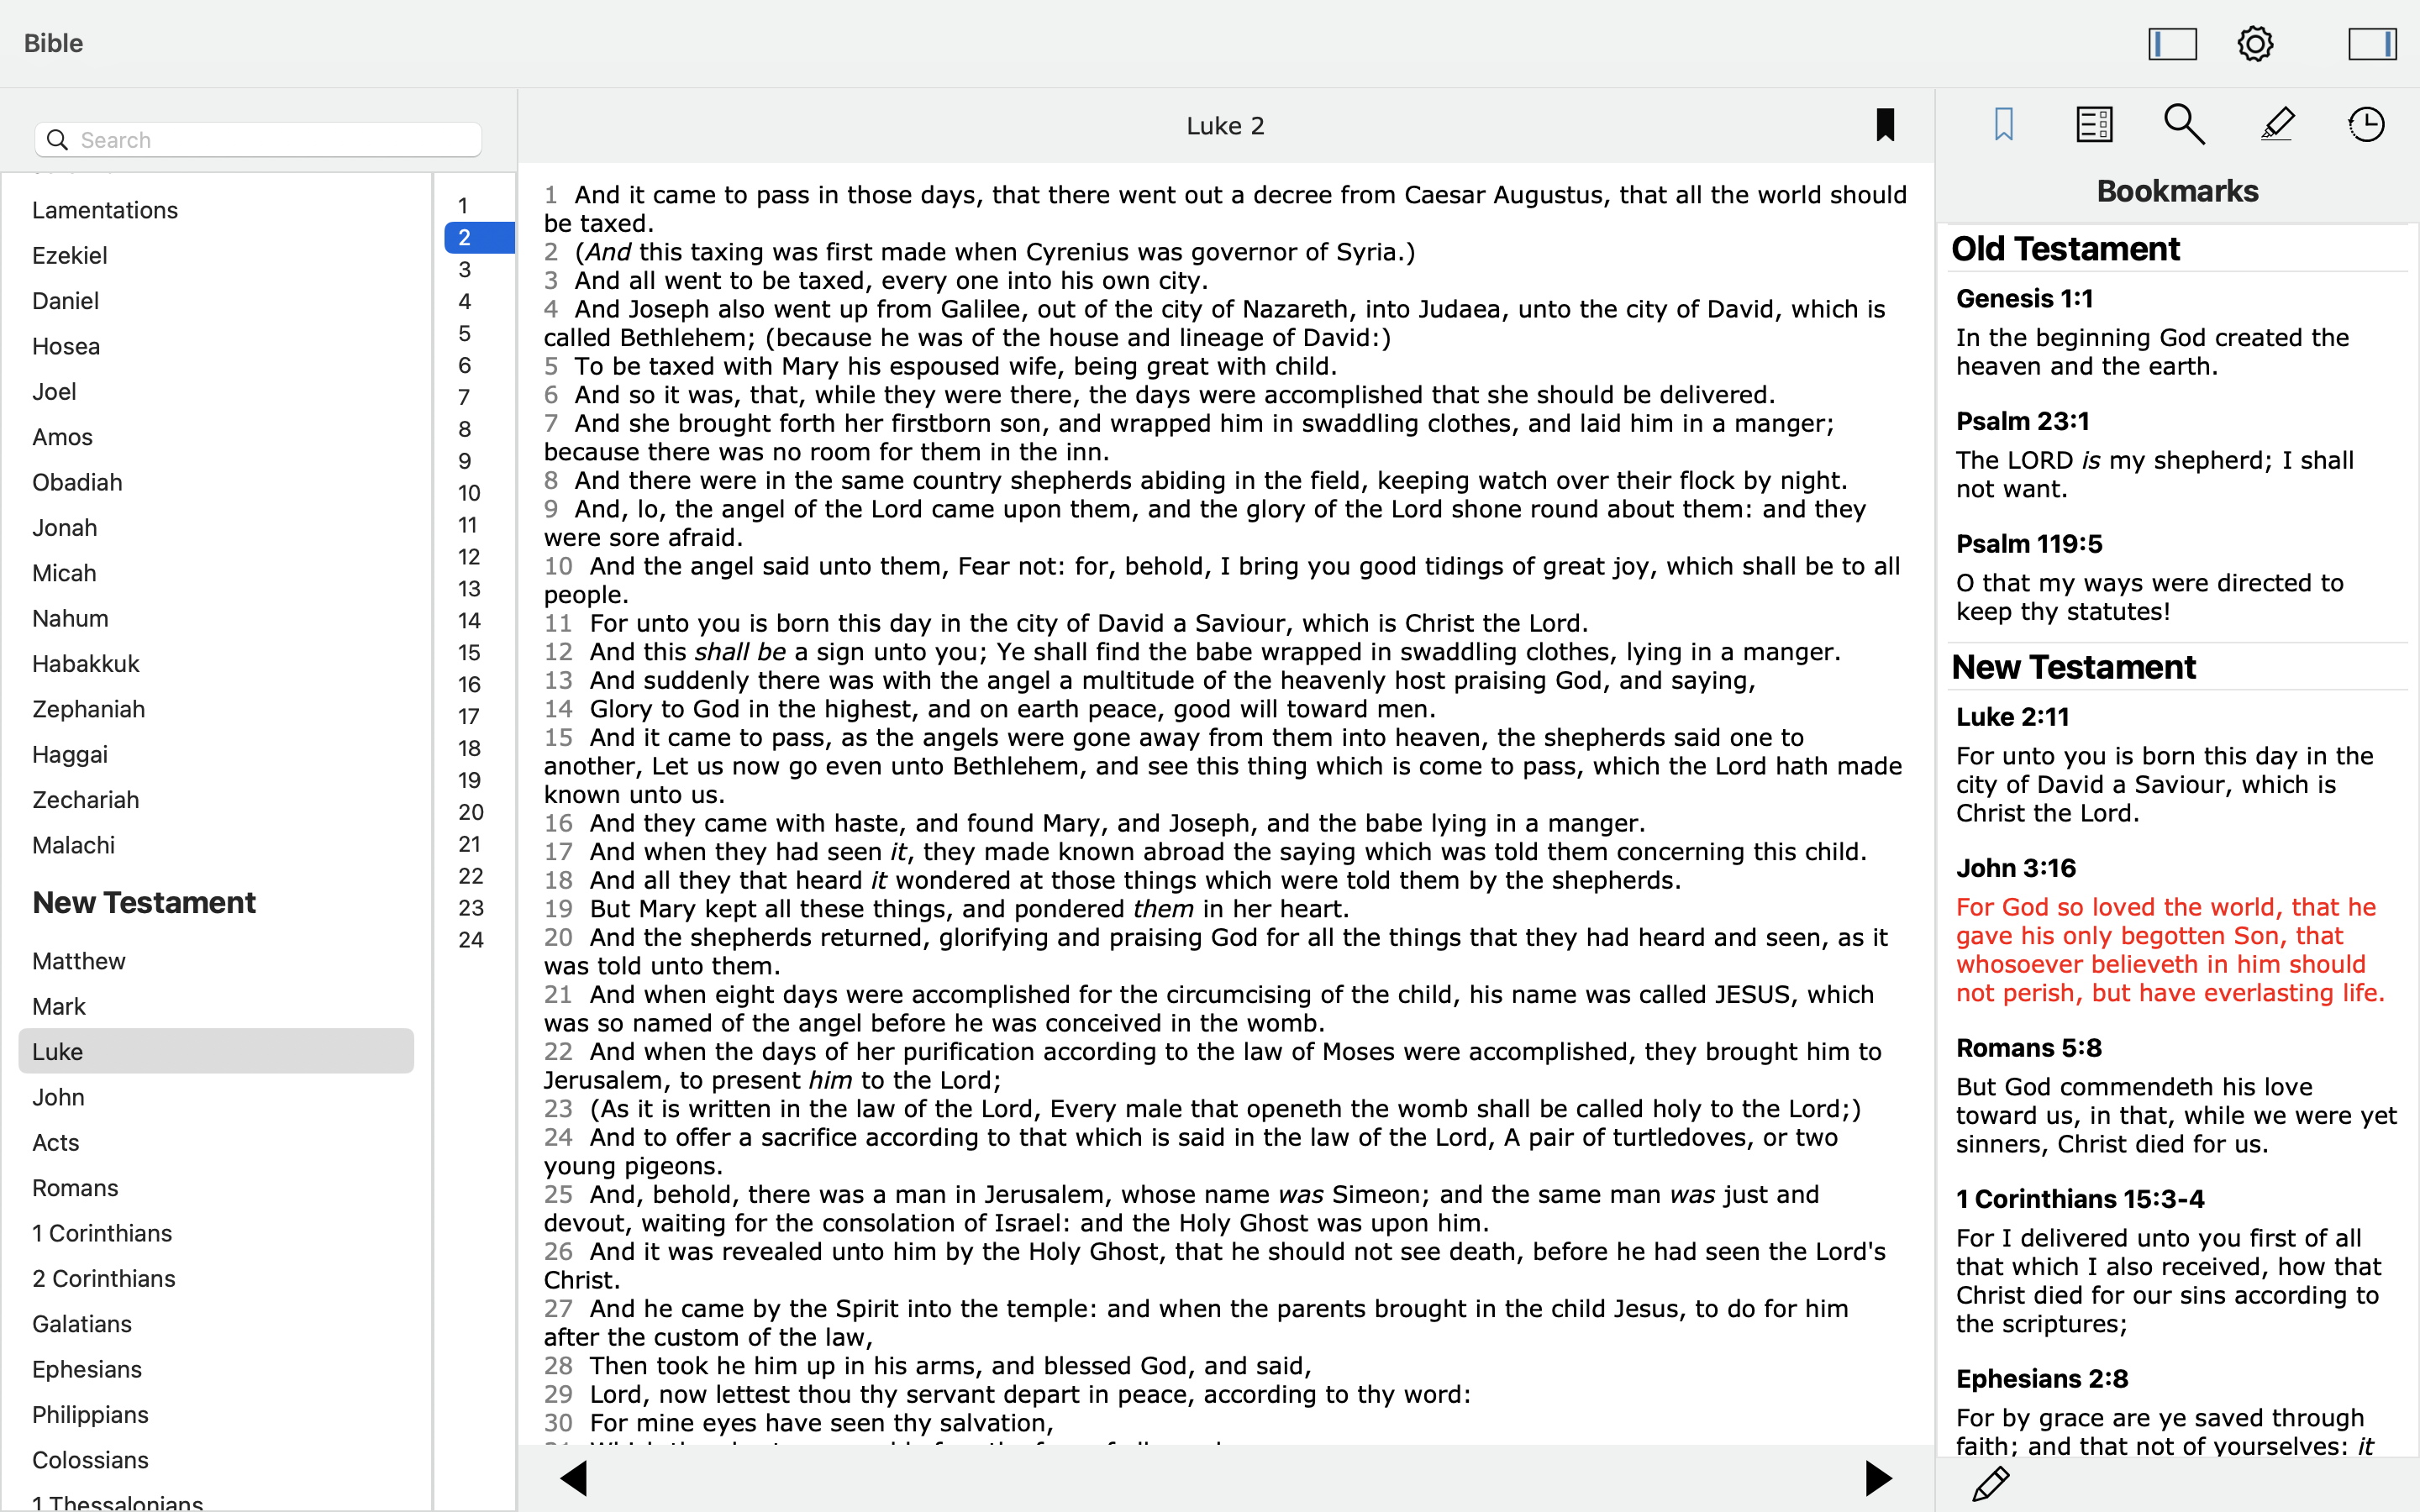 Bible
Search
Lamentations
Ezekiel
Daniel
Hosea
Joel
Amos
Obadiah
Jonah
Micah
Nahum
Habakkuk
Zephaniah
Haggai
Zechariah
Malachi
New Testament
Matthew
Mark
Luke
John
Acts
Romans
1 Corinthians
2 Corinthians
Galatians
Ephesians
Philippians
Colossians
1 Thessalonians
1
2
3
4
5
6
7
8
9
10
11
12
13
14
15
16
17
18
19
20
21
22
23
24
Luke 2
1 And it came to pass in those days, that there went out a decree from Caesar Augustus, that all the world should
be taxed.
2 (And this taxing was first made when Cyrenius was governor of Syria.)
3 And all went to be taxed, every one into his own city.
4 And Joseph also went up from Galilee, out of the city of Nazareth, into Judaea, unto the city of David, which is
called Bethlehem; (because he was of the house and lineage of David:)
5 To be taxed with Mary his espoused wife, being great with child.
6 And so it was, that, while they were there, the days were accomplished that she should be delivered.
7 And she brought forth her firstborn son, and wrapped him in swaddling clothes, and laid him in a manger;
because there was no room for them in the inn.
8 And there were in the same country shepherds abiding in the field, keeping watch over their flock by night.
9 And, lo, the angel of the Lord came upon them, and the glory of the Lord shone round about them: and they
were sore afraid.
10 And the angel said unto them, Fear not: for, behold, I bring you good tidings of great joy, which shall be to all
people.
11 For unto you is born this day in the city of David a Saviour, which is Christ the Lord.
12 And this shall be a sign unto you; Ye shall find the babe wrapped in swaddling clothes, lying in a manger.
13 And suddenly there was with the angel a multitude of the heavenly host praising God, and saying,
14 Glory to God in the highest, and on earth peace, good will toward men.
15 And it came to pass, as the angels were gone away from them into heaven, the shepherds said one to
another, Let us now go even unto Bethlehem, and see this thing which is come to pass, which the Lord hath made
known unto us.
16 And they came with haste, and found Mary, and Joseph, and the babe lying in a manger.
17 And when they had seen it, they made known abroad the saying which was told them concerning this child.
18 And all they that heard it wondered at those things which were told them by the shepherds.
19 But Mary kept all these things, and pondered them in her heart.
20 And the shepherds returned, glorifying and praising God for all the things that they had heard and seen, as it
was told unto them.
21 And when eight days were accomplished for the circumcising of the child, his name was called JESUS, which
was so named of the angel before he was conceived in the womb.
22 And when the days of her purification according to the law of Moses were accomplished, they brought him to
Jerusalem, to present him to the Lord;
23 (As it is written in the law of the Lord, Every male that openeth the womb shall be called holy to the Lord;)
24 And to offer a sacrifice according to that which is said in the law of the Lord, A pair of turtledoves, or two
young pigeons.
25 And, behold, there was a man in Jerusalem, whose name was Simeon; and the same man was just and
devout, waiting for the consolation of Israel: and the Holy Ghost was upon him.
26 And it was revealed unto him by the Holy Ghost, that he should not see death, before he had seen the Lord's
Christ.
27 And he came by the Spirit into the temple: and when the parents brought in the child Jesus, to do for him
after the custom of the law,
28 Then took he him up in his arms, and blessed God, and said,
29 Lord, now lettest thou thy servant depart in peace, according to thy word:
30 For mine eyes have seen thy salvation,
Bookmarks
Old Testament
Genesis 1:1
In the beginning God created the
heaven and the earth.
Psalm 23:1
The LORD is my shepherd; I shall
not want.
Psalm 119:5
O that my ways were directed to
keep thy statutes!
New Testament
Luke 2:11
For unto you is born this day in the
city of David a Saviour, which is
Christ the Lord.
John 3:16
For God so loved the world, that he
gave his only begotten Son, that
whosoever believeth in him should
not perish, but have everlasting life.
Romans 5:8
But God commendeth his love
toward us, in that, while we were yet
sinners, Christ died for us.
1 Corinthians 15:3-4
For I delivered unto you first of all
that which I also received, how that
Christ died for our sins according to
the scriptures;
Ephesians 2:8
For by grace are ye saved through
faith; and that not of yourselves: it